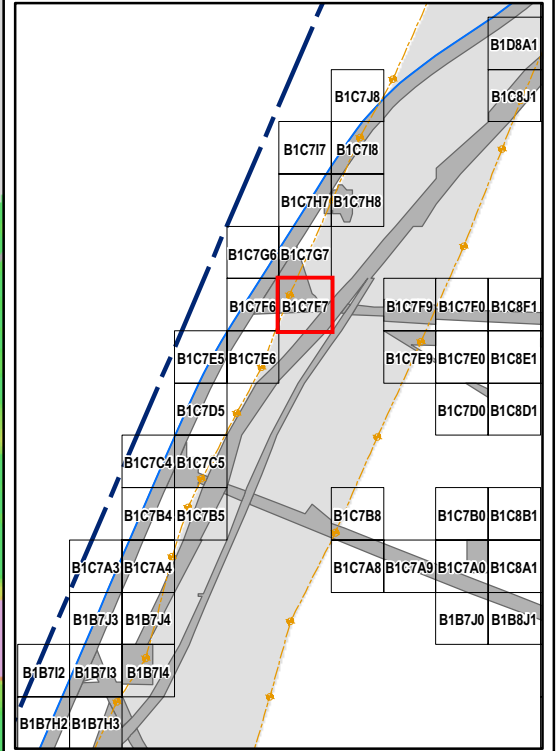 B1D8A1
B1C7J8 B1C8J1
B1C7I7 B1C7I8
B1C7H7 B1C7H8
B1C7G6 B1C7G7
B1C7F6 B1C7F7 B1C7F9 B1C7F0 B1C8F1
B1C7E5 B1C7E6 B1C7E9 B1C7E0 B1C8E1
B1C7D5 B1C7D0 B1C8D1
B1C7C4 B1C7C5
B1C7B4 B1C7B5 B1C7B8 B1C7B0 B1C8B1
B1C7A3 B1C7A4 B1C7A8 B1C7A9 B1C7A0 B1C8A1
B1B7J3 B1B7J4 B1B7J0 B1B8J1
B1B7I2 B1B7I3 B1B7I4
B1B7H2 B1B7H3